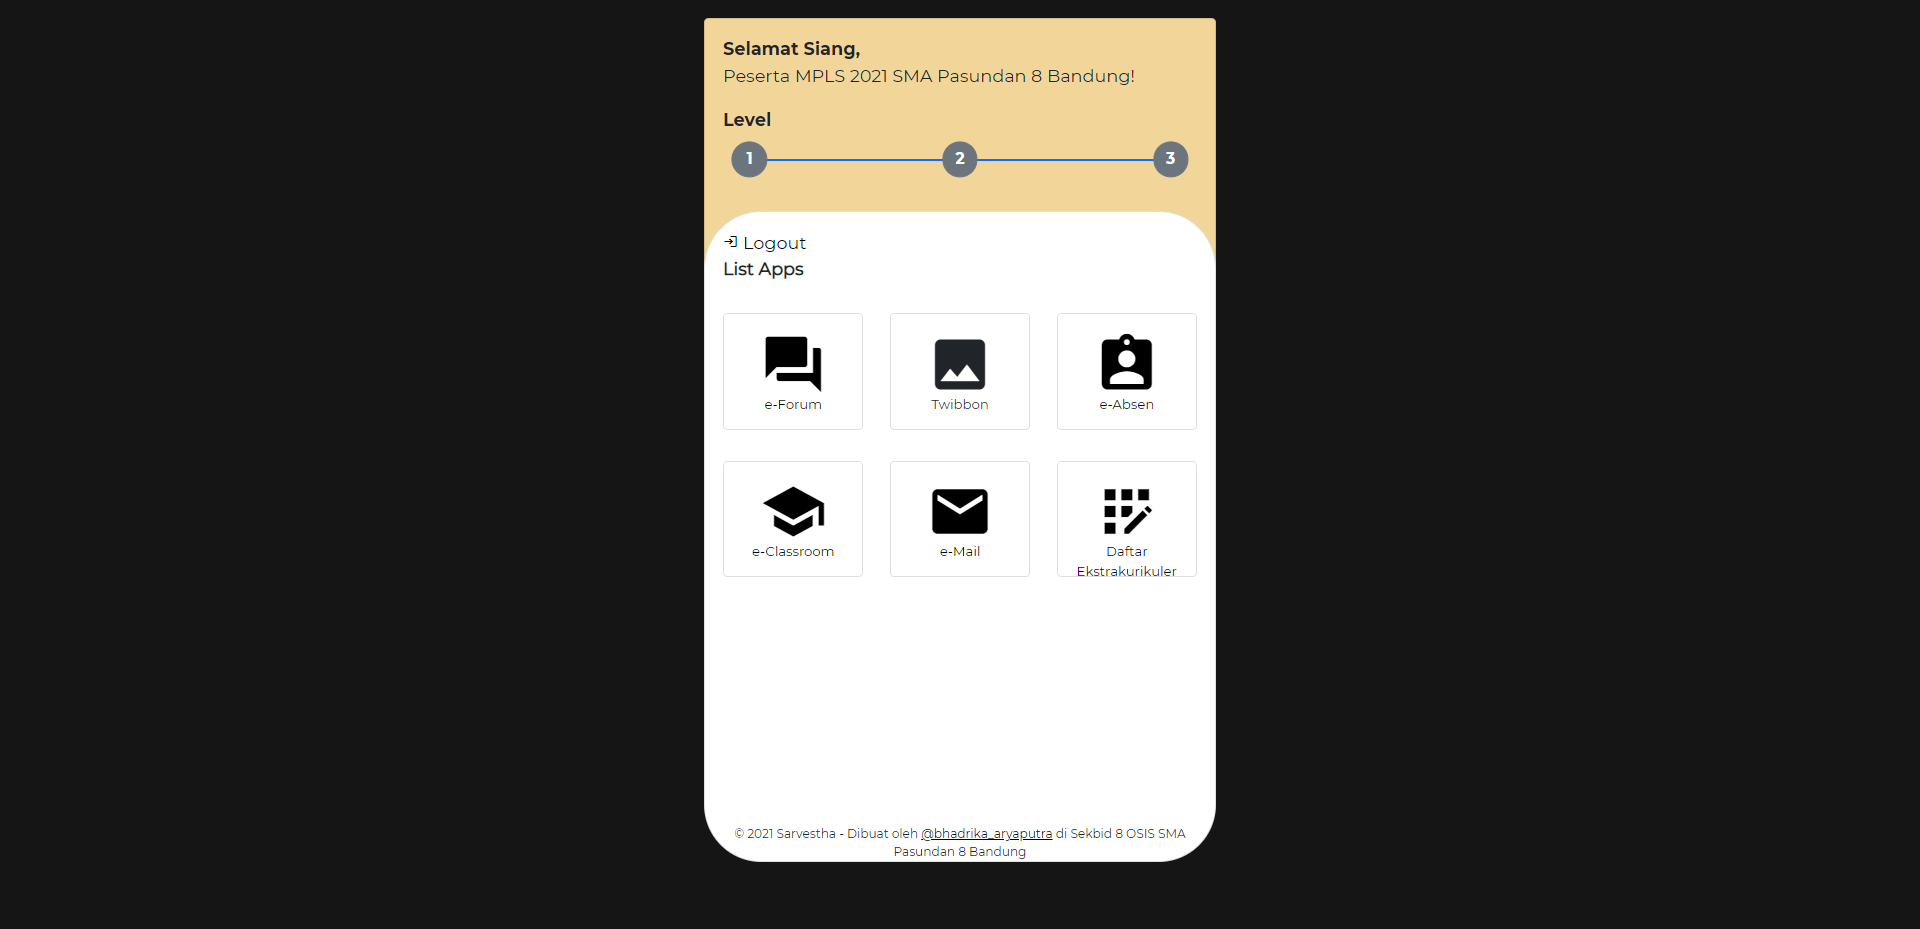 Selamat Siang,
Peserta MPLS 2021 SMA Pasundan 8 Bandung!
Level
1 2 3
Logout
List Apps
e-Forum Twibbon e-Absen
e-Classroom e-Mail Daftar
Ekstrakurikuler
© 2021 Sarvestha - Dibuat oleh @bhadrika_aryaputra di Sekbid 8 OSIS SMA
Pasundan 8 Bandung